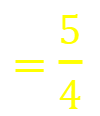 = 5/4